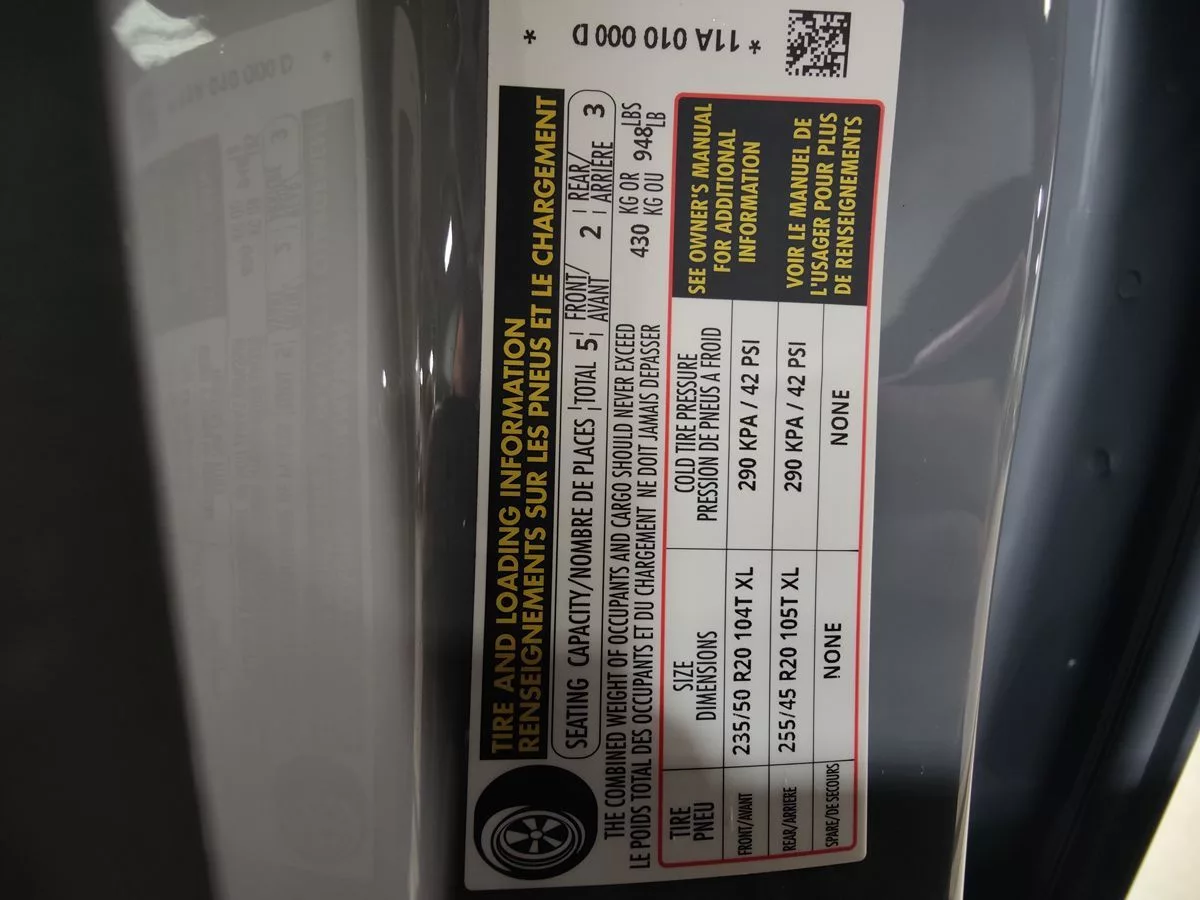 * 11A 010 000 D *
TIRE AND LOADING INFORMATION
RENSEIGNEMENTS SUR LES PNEUS ET LE CHARGEMENT
SEATING CAPACITY/NOMBRE DE PLACES | TOTAL 5 | FRONT/ AVANT 2 | REAR/ ARRIÈRE 3
THE COMBINED WEIGHT OF OCCUPANTS AND CARGO SHOULD NEVER EXCEED 430 KG OR 948 LBS
LE POIDS TOTAL DES OCCUPANTS ET DU CHARGEMENT NE DOIT JAMAIS DEPASSER KG OU LB
TIRE PNEU SIZE DIMENSIONS COLD TIRE PRESSURE PRESSION DE PNEUS A FROID
FRONT/AVANT 235/50 R20 104T XL 290 KPA / 42 PSI
REAR/ARRIERE 255/45 R20 105T XL 290 KPA / 42 PSI
SPARE/DE SECOURS NONE NONE
SEE OWNER'S MANUAL
FOR ADDITIONAL
INFORMATION
VOIR LE MANUEL DE
L'USAGER POUR PLUS
DE RENSEIGNEMENTS